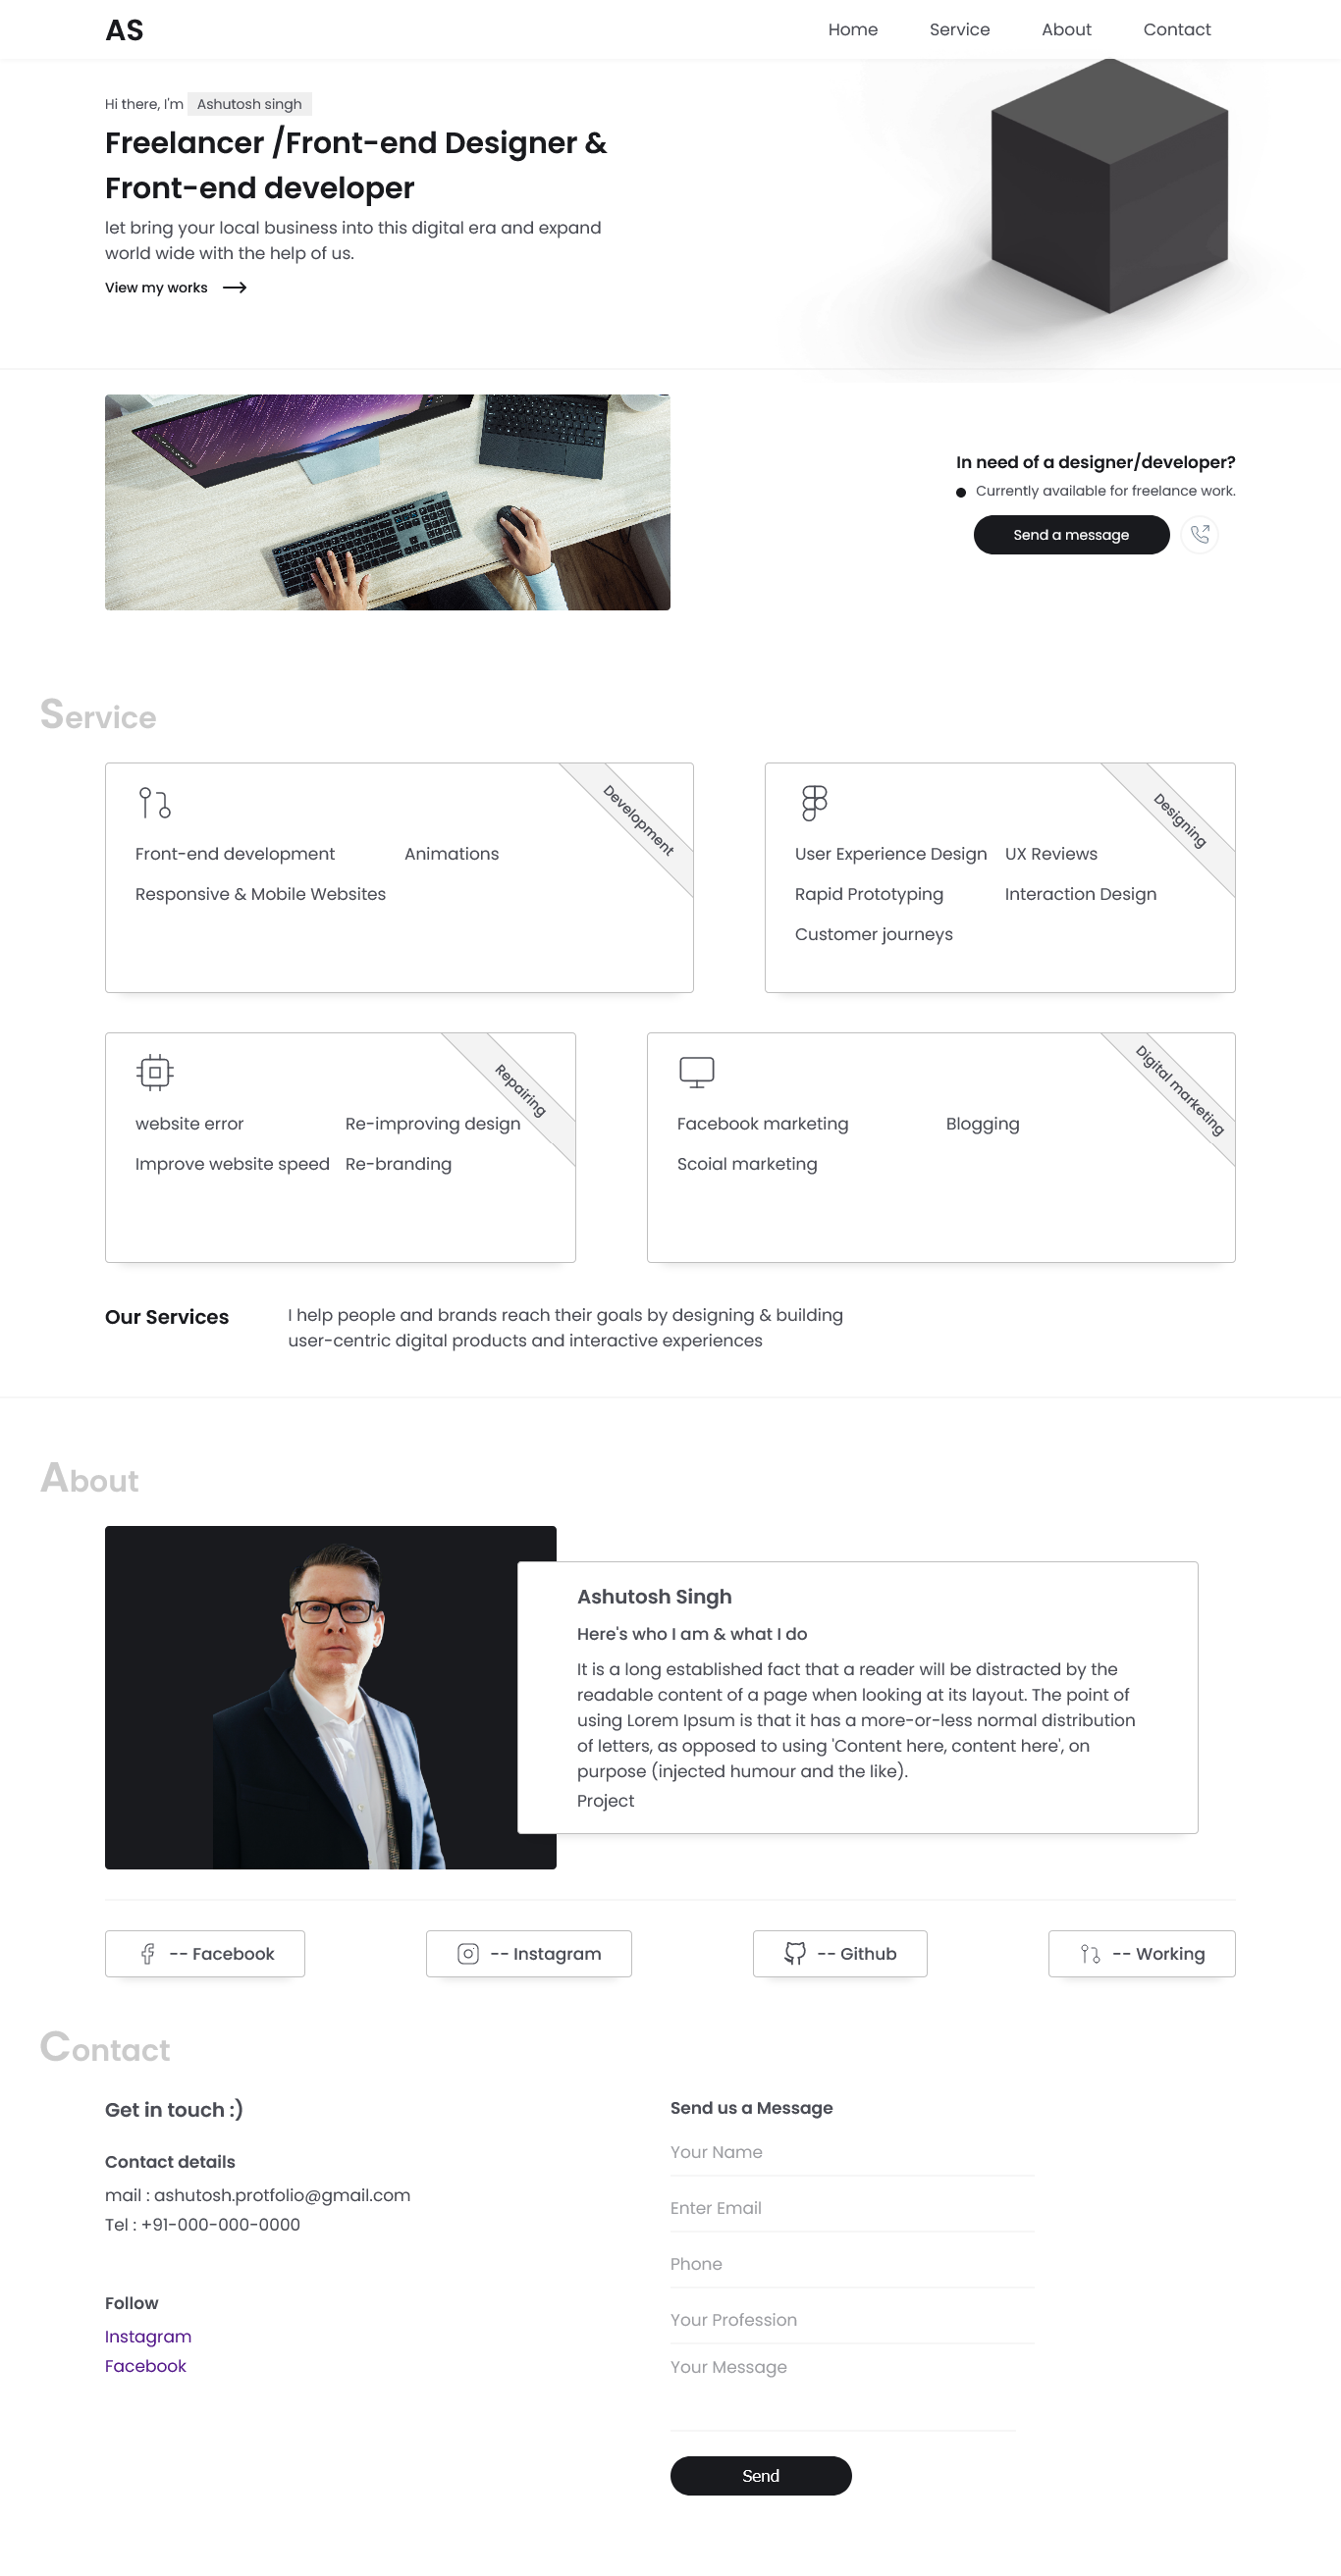 AS
Home Service About Contact
Hi there, I'm Ashutosh singh
Freelancer /Front-end Designer &
Front-end developer
let bring your local business into this digital era and expand
world wide with the help of us.
View my works
In need of a designer/developer?
Currently available for freelance work.
Send a message
Service
Development
Front-end development Animations
Responsive & Mobile Websites
Designing
User Experience Design UX Reviews
Rapid Prototyping Interaction Design
Customer journeys
Repairing
website error Re-improving design
Improve website speed Re-branding
Digital marketing
Facebook marketing Blogging
Scoial marketing
Our Services
I help people and brands reach their goals by designing & building
user-centric digital products and interactive experiences
About
Ashutosh Singh
Here's who I am & what I do
It is a long established fact that a reader will be distracted by the
readable content of a page when looking at its layout. The point of
using Lorem Ipsum is that it has a more-or-less normal distribution
of letters, as opposed to using 'Content here, content here', on
purpose (injected humour and the like).
Project
-- Facebook
-- Instagram
-- Github
-- Working
Contact
Get in touch :)
Contact details
mail : ashutosh.protfolio@gmail.com
Tel : +91-000-000-0000
Follow
Instagram
Facebook
Send us a Message
Your Name
Enter Email
Phone
Your Profession
Your Message
Send